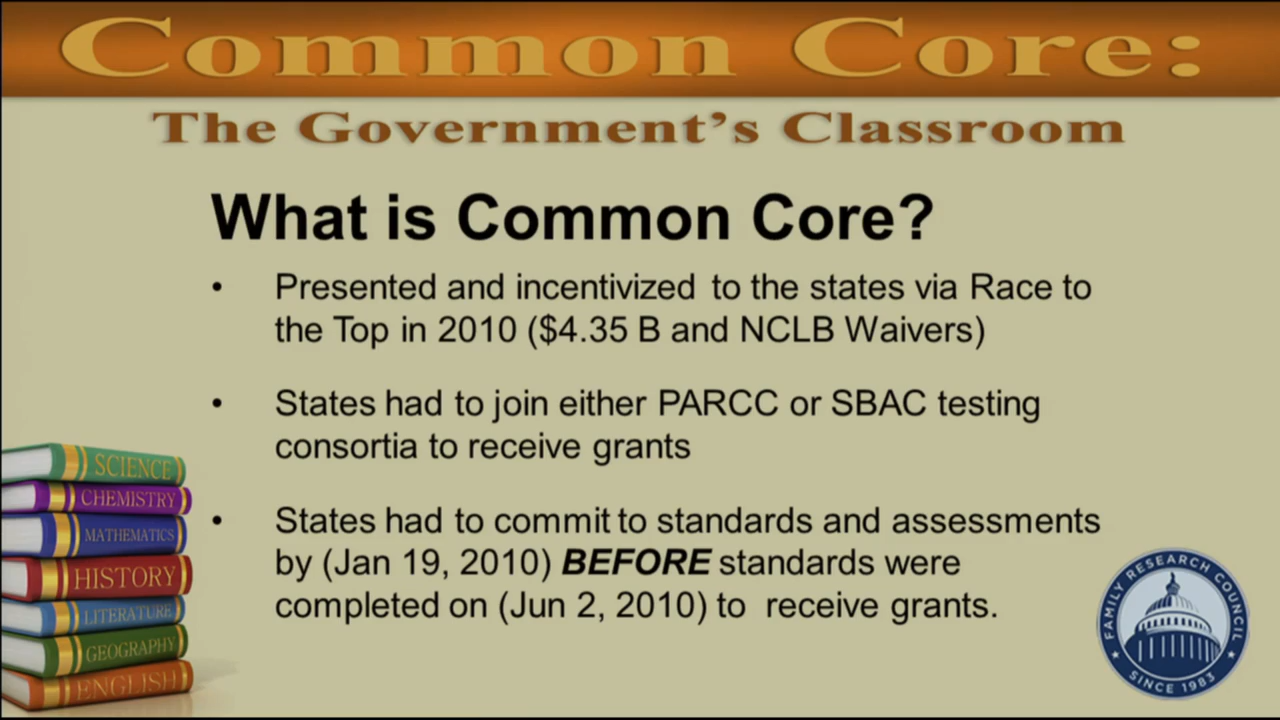 Common Core:
The Government's Classroom
What is Common Core?
• Presented and incentivized to the states via Race to
the Top in 2010 ($4.35 B and NCLB Waivers)
• States had to join either PARCC or SBAC testing
consortia to receive grants
• States had to commit to standards and assessments
by (Jan 19, 2010) BEFORE standards were
completed on (Jun 2, 2010) to receive grants.
SCIENCE
CHEMISTRY
MATHEMATICS
HISTORY
LITERATURE
GEOGRAPHY
ENGLISH
FAMILY RESEARCH COUNCIL
SINCE 1983